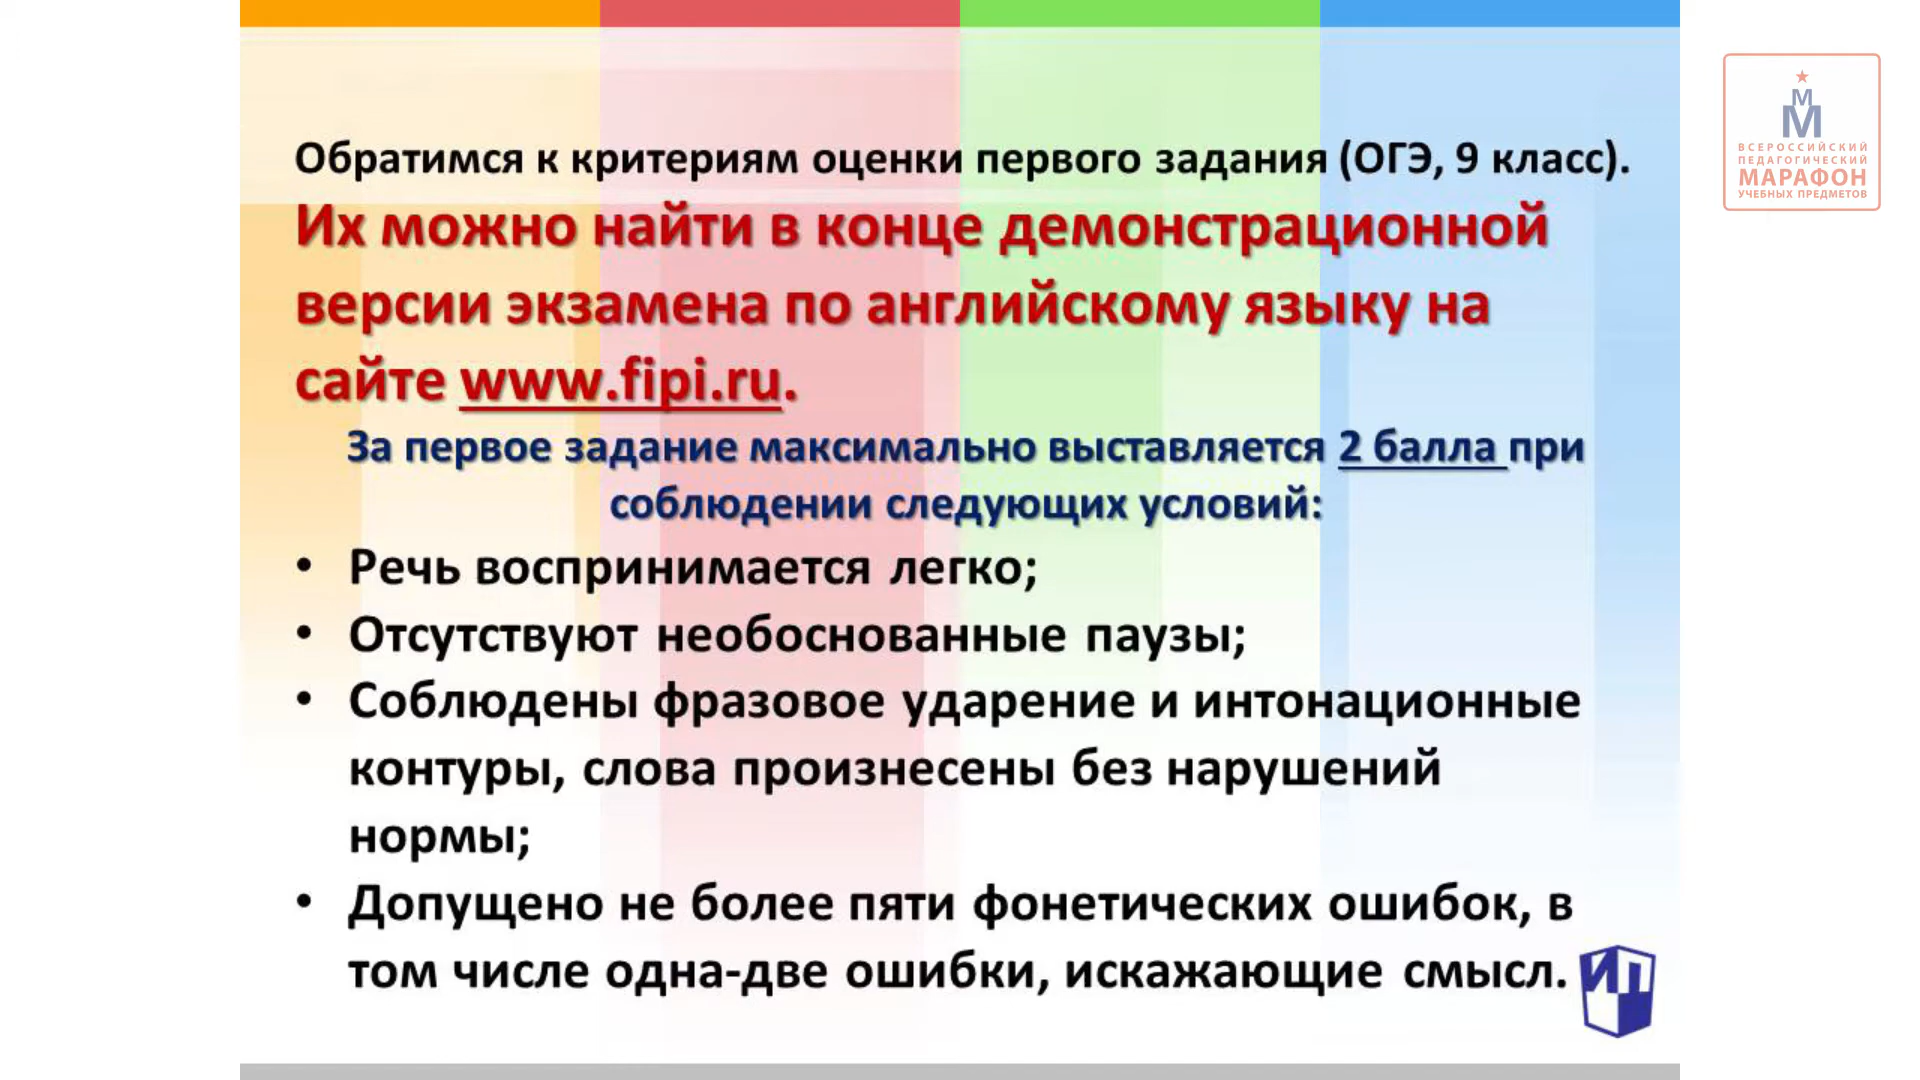 Обратимся к критериям оценки первого задания (ОГЭ, 9 класс).
Их можно найти в конце демонстрационной
версии экзамена по английскому языку на
сайте www.fipi.ru.
За первое задание максимально выставляется 2 балла при
соблюдении следующих условий:
• Речь воспринимается легко;
• Отсутствуют необоснованные паузы;
• Соблюдены фразовое ударение и интонационные
контуры, слова произнесены без нарушений
нормы;
• Допущено не более пяти фонетических ошибок, в
том числе одна-две ошибки, искажающие смысл.
ИП
М
М
ВСЕРОССИЙСКИЙ
ПЕДАГОГИЧЕСКИЙ
МАРАФОН
УЧЕБНЫХ ПРЕДМЕТОВ